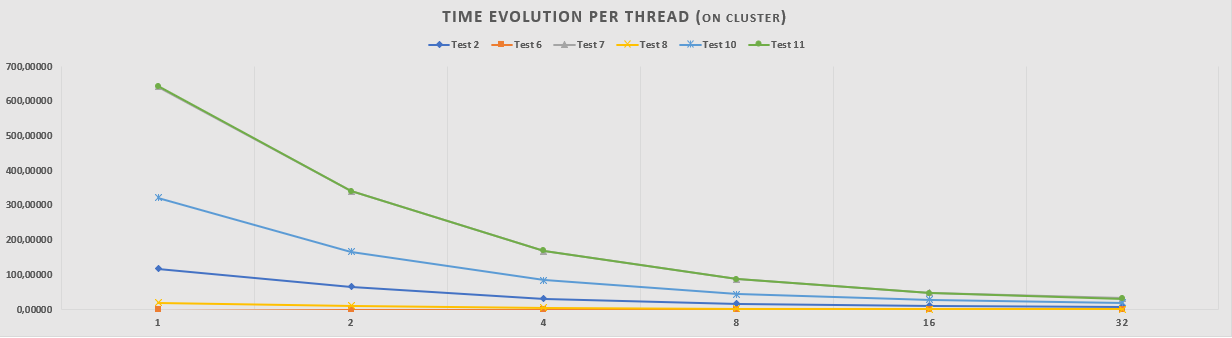 TIME EVOLUTION PER THREAD (ON CLUSTER)
Test 2 Test 6 Test 7 Test 8 Test 10 Test 11
700,00000
600,00000
500,00000
400,00000
300,00000
200,00000
100,00000
0,00000
1 2 4 8 16 32